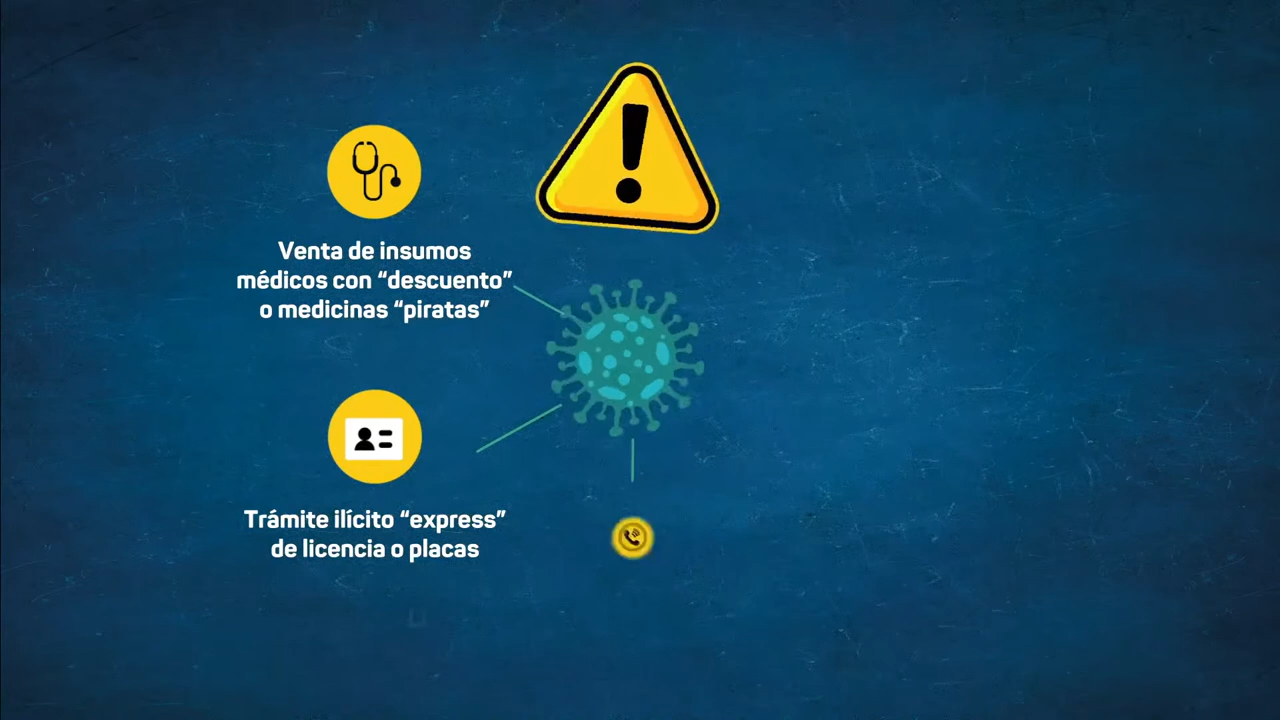 Venta de insumos
médicos con “descuento”
o medicinas “piratas”
Trámite ilícito “express”
de licencia o placas